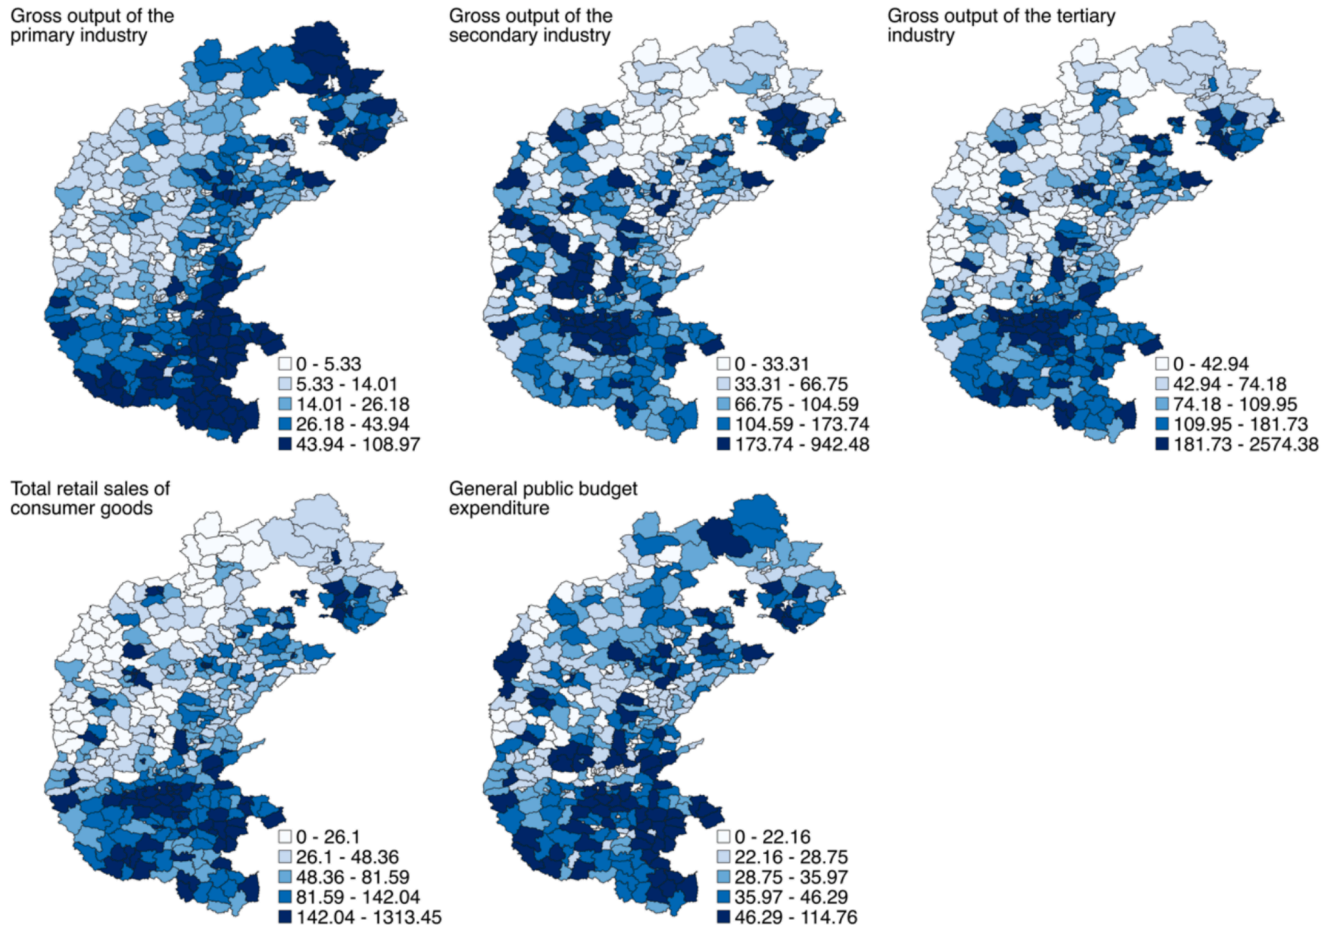 Gross output of the
primary industry
0 - 5.33
5.33 - 14.01
14.01 - 26.18
26.18 - 43.94
43.94 - 108.97
Gross output of the
secondary industry
0 - 33.31
33.31 - 66.75
66.75 - 104.59
104.59 - 173.74
173.74 - 942.48
Gross output of the tertiary
industry
0 - 42.94
42.94 - 74.18
74.18 - 109.95
109.95 - 181.73
181.73 - 2574.38
Total retail sales of
consumer goods
0 - 26.1
26.1 - 48.36
48.36 - 81.59
81.59 - 142.04
142.04 - 1313.45
General public budget
expenditure
0 - 22.16
22.16 - 28.75
28.75 - 35.97
35.97 - 46.29
46.29 - 114.76